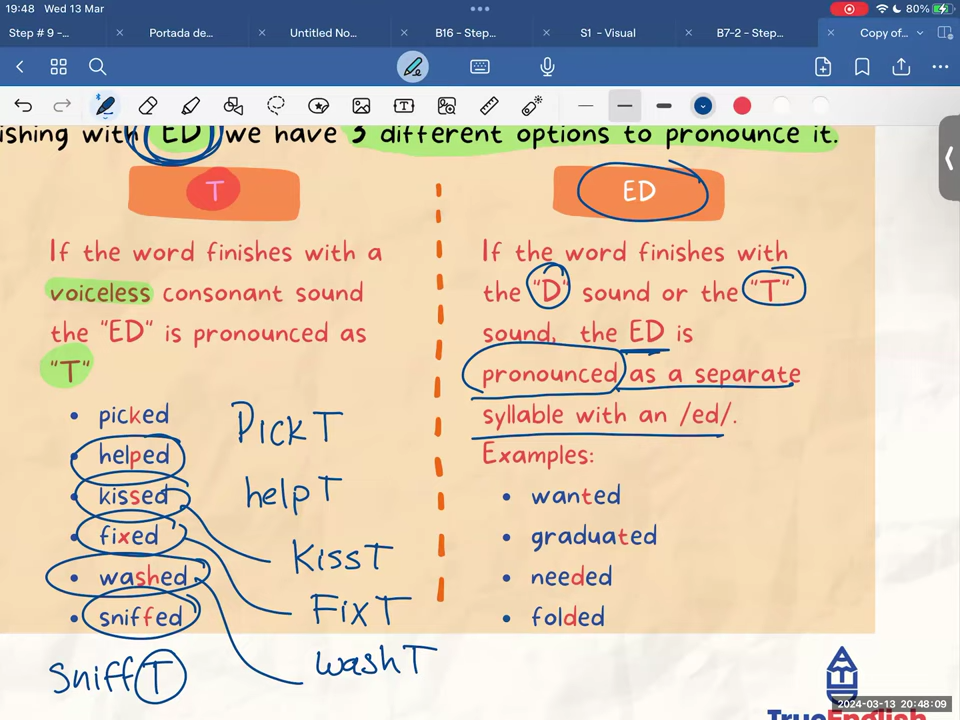 19:48 Wed 13 Mar
80%
Step # 9 –...
Portada de...
Untitled No...
B16 - Step...
S1 - Visual
B7-2 – Step...
Copy of...
shing with ED we have 3 different options to pronounce it.
T
If the word finishes with a
voiceless consonant sound
the "ED" is pronounced as
"T"
picked
helped
kissed
fixed
washed
sniffed
PickT
helpT
KissT
FixT
washT
SniffT
ED
If the word finishes with
the "D" sound or the "T"
sound, the ED is
pronounced as a separate
syllable with an /ed/.
Examples:
wanted
graduated
needed
folded
2024-03-13 20:48:09
TrueEnglish